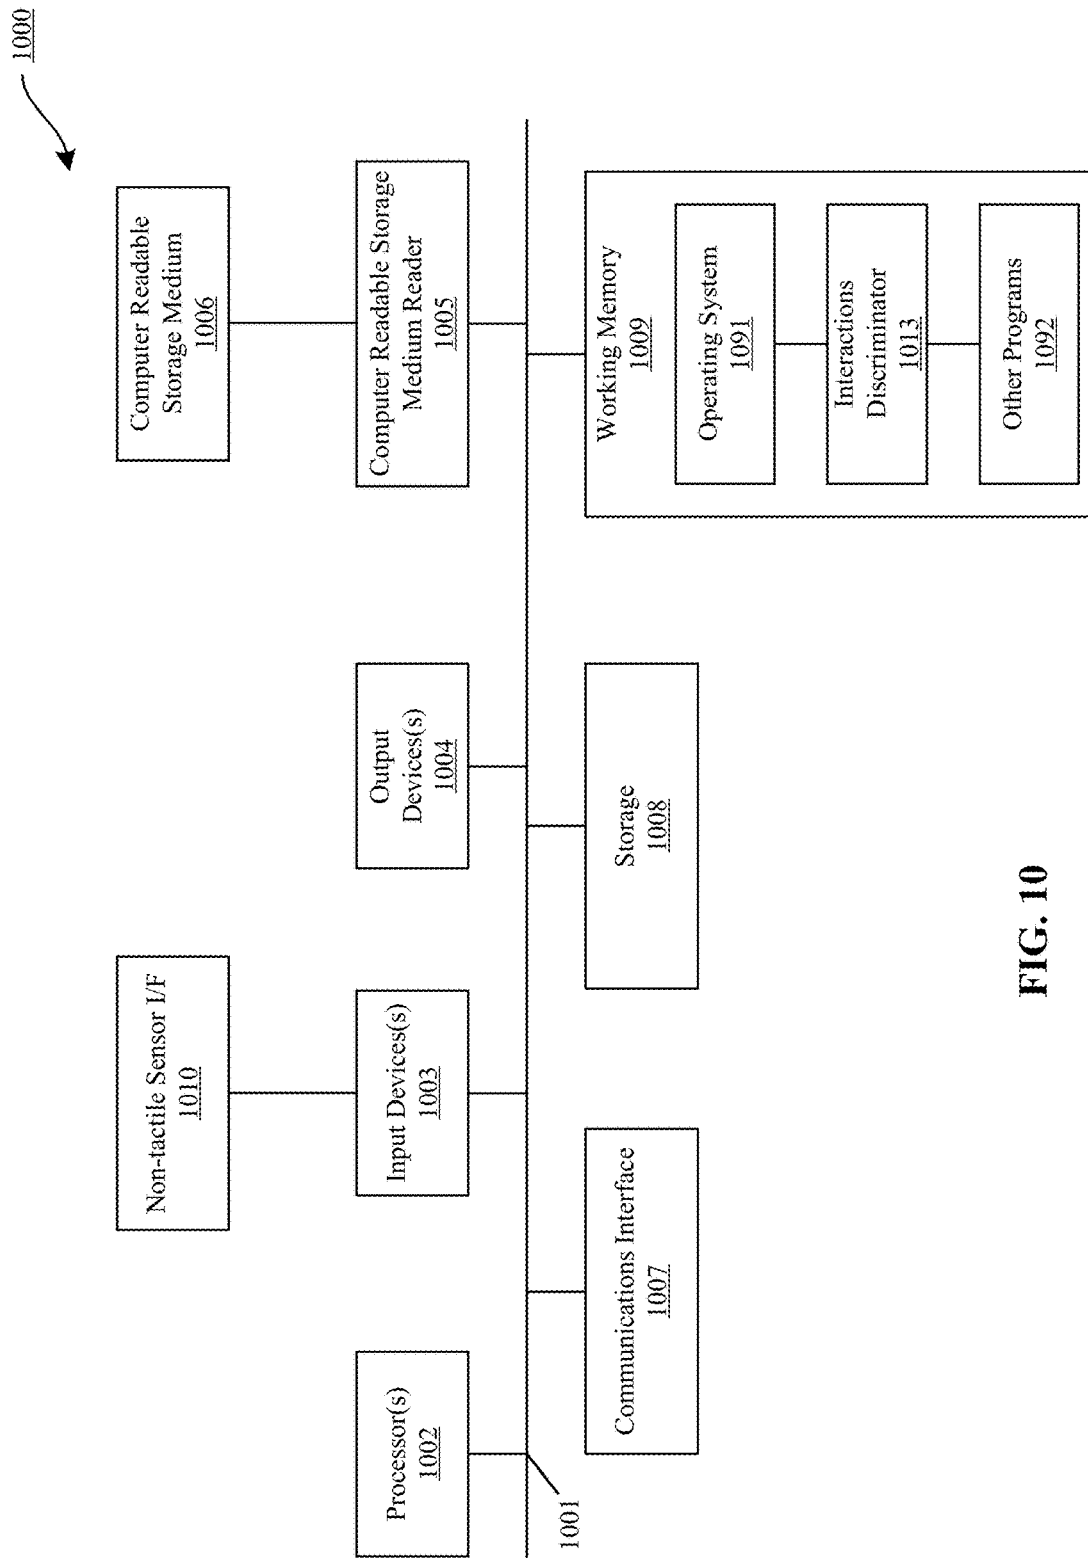 1000
Non-tactile Sensor I/F
1010
Computer Readable
Storage Medium
1006
Processor(s)
1002
Input Devices(s)
1003
Output
Devices(s)
1004
Computer Readable Storage
Medium Reader
1005
1001
Communications Interface
1007
Storage
1008
Working Memory
1009
Operating System
1091
Interactions
Discriminator
1013
Other Programs
1092
FIG. 10